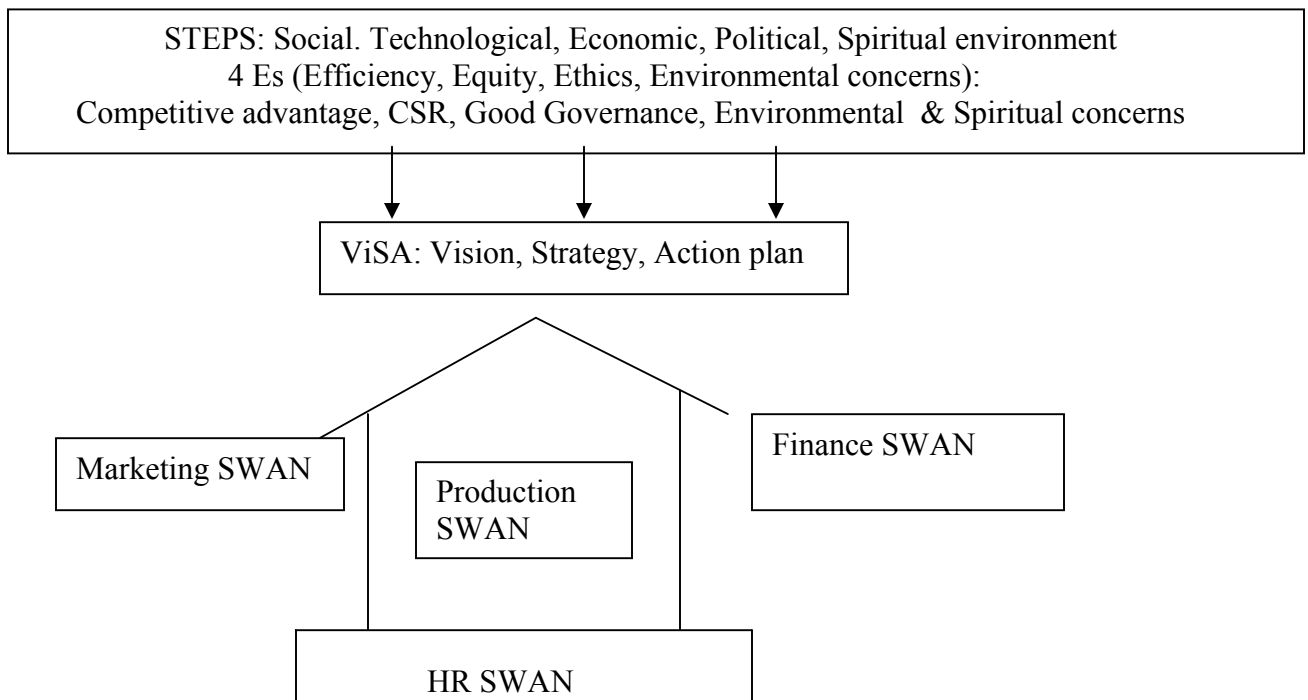 STEPS: Social. Technological, Economic, Political, Spiritual environment
4 Es (Efficiency, Equity, Ethics, Environmental concerns):
Competitive advantage, CSR, Good Governance, Environmental & Spiritual concerns
ViSA: Vision, Strategy, Action plan
Marketing SWAN
Production
SWAN
Finance SWAN
HR SWAN